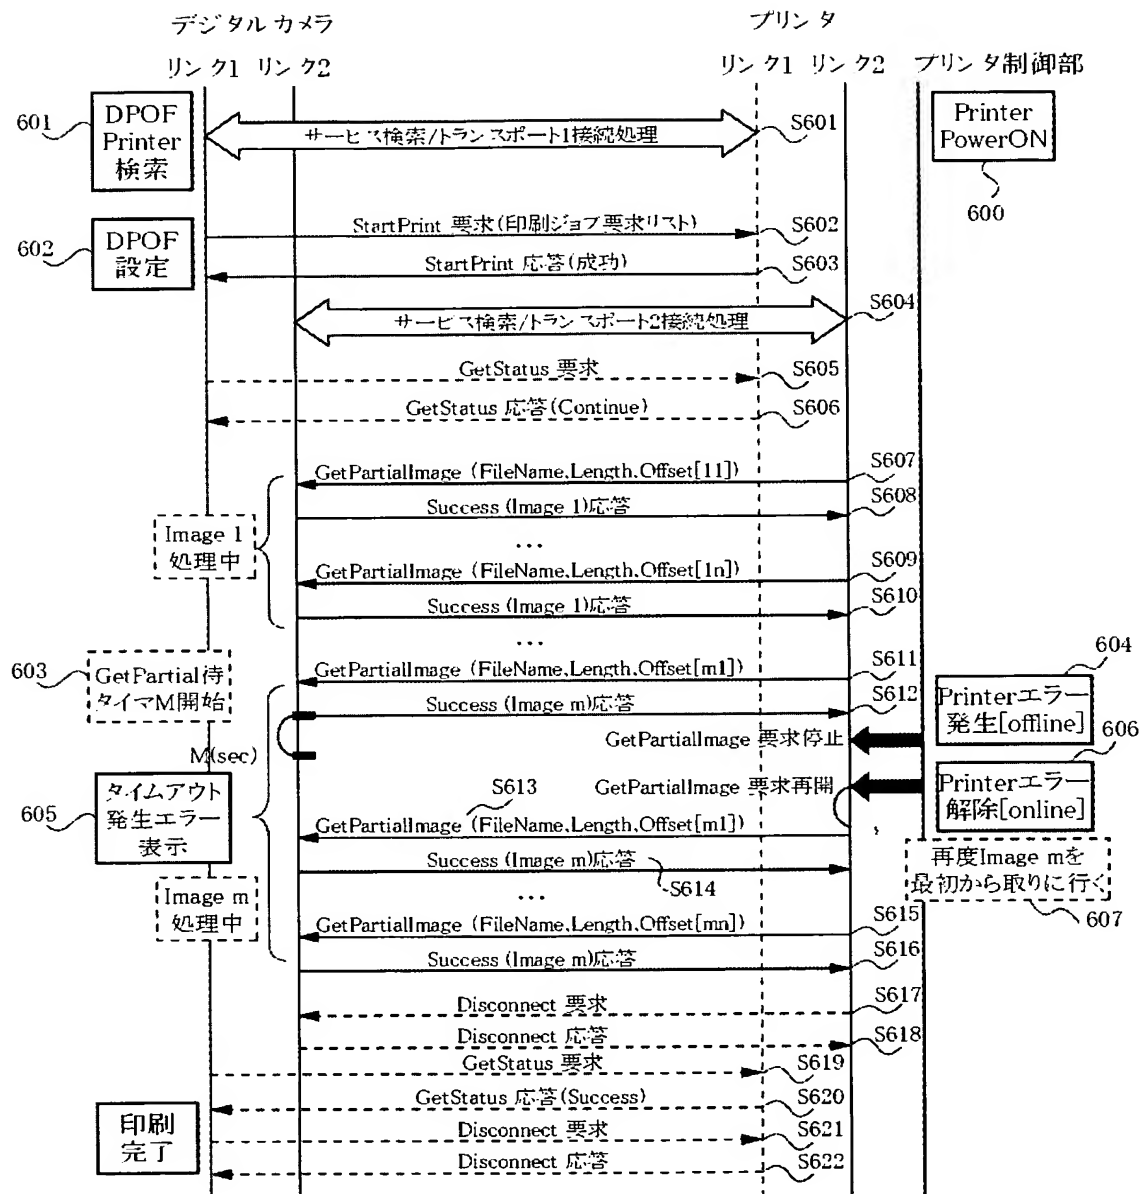 デジタルカメラ
プリンタ
リンク1 リンク2
リンク1 リンク2 プリンタ制御部
601
DPOF
Printer
検索
サービス検索/トランスポート1接続処理
S601
Printer
PowerON
600
602
DPOF
設定
StartPrint 要求(印刷ジョブ要求リスト)
S602
StartPrint 応答(成功)
S603
サービス検索/トランスポート2接続処理
S604
GetStatus 要求
S605
GetStatus 応答(Continue)
S606
GetPartialImage (FileName,Length,Offset[11])
S607
Success (Image 1)応答
S608
Image 1
処理中
...
GetPartialImage (FileName,Length,Offset[1n])
S609
Success (Image 1)応答
S610
...
603
GetPartial待
タイマM開始
GetPartialImage (FileName,Length,Offset[m1])
S611
604
Success (Image m)応答
S612
Printerエラー
発生[offline]
M(sec)
GetPartialImage 要求停止
606
605
タイムアウト
発生エラー
表示
GetPartialImage 要求再開
Printerエラー
解除[online]
S613
GetPartialImage (FileName,Length,Offset[m1])
Success (Image m)応答
S614
再度Image mを
最初から取りに行く
607
Image m
処理中
...
GetPartialImage (FileName,Length,Offset[mn])
S615
Success (Image m)応答
S616
Disconnect 要求
S617
Disconnect 応答
S618
GetStatus 要求
S619
GetStatus 応答(Success)
S620
印刷
完了
Disconnect 要求
S621
Disconnect 応答
S622